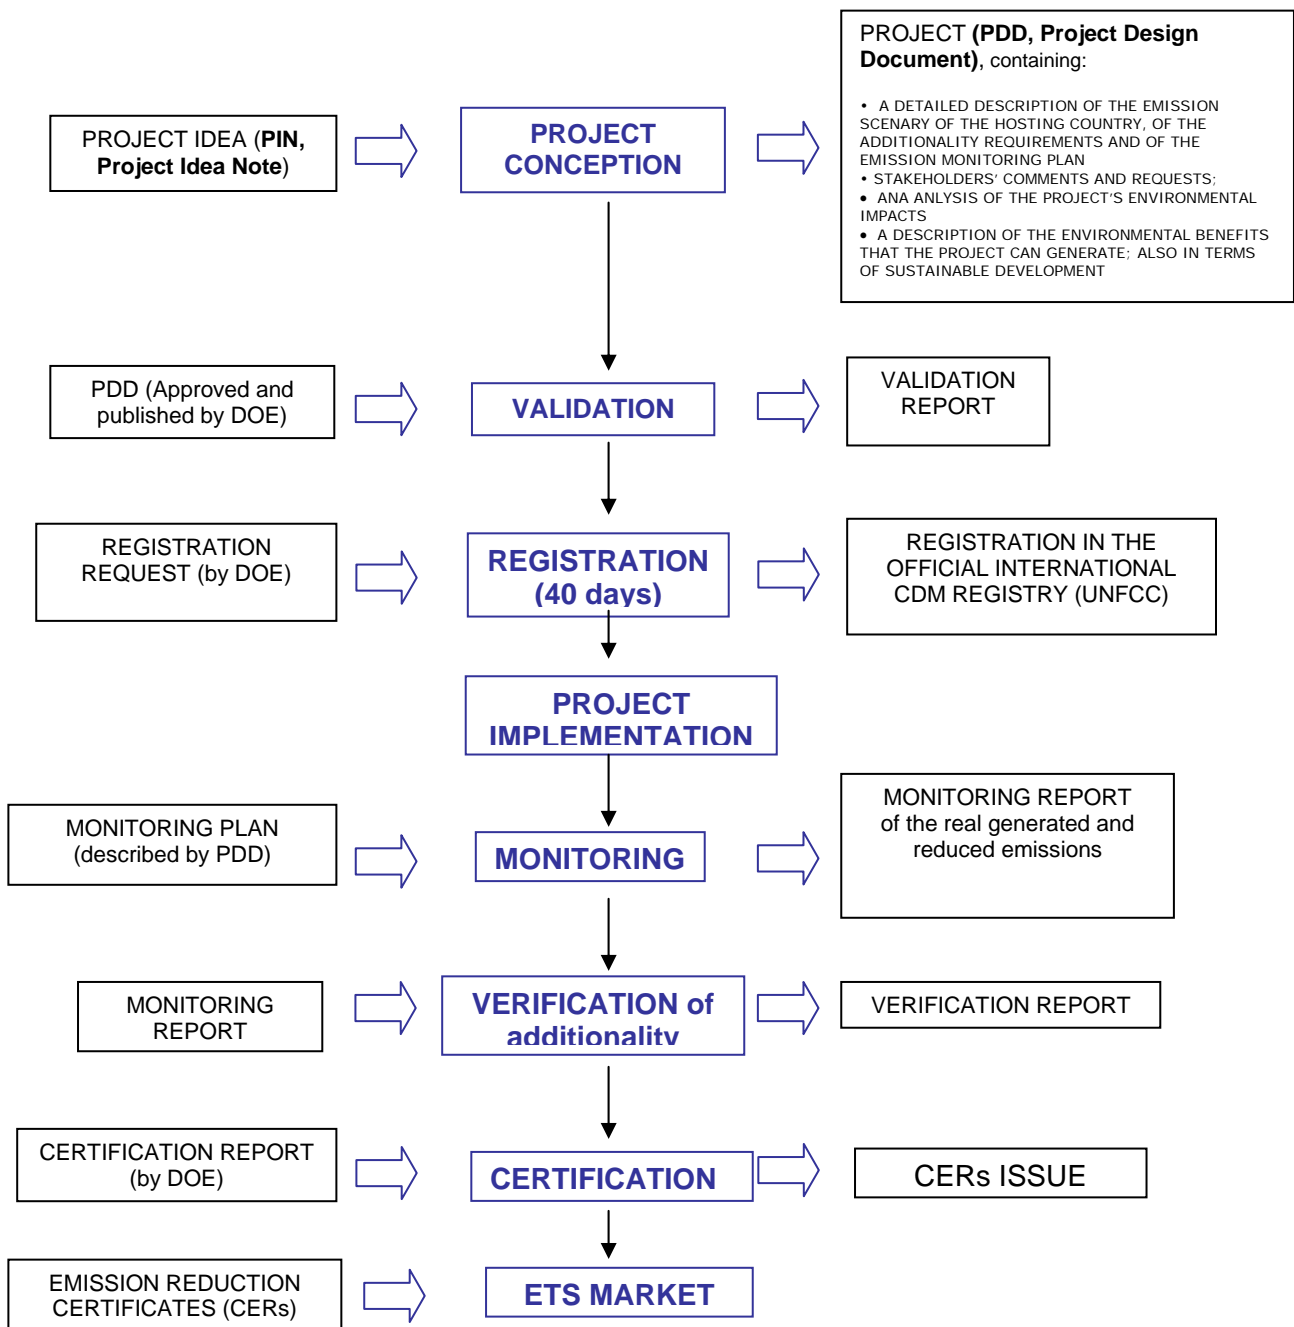 PROJECT IDEA (PIN,
Project Idea Note)
PROJECT
CONCEPTION
PROJECT (PDD, Project Design
Document), containing:
• A DETAILED DESCRIPTION OF THE EMISSION
SCENARY OF THE HOSTING COUNTRY, OF THE
ADDITIONALITY REQUIREMENTS AND OF THE
EMISSION MONITORING PLAN
• STAKEHOLDERS' COMMENTS AND REQUESTS;
• ANA ANLYSIS OF THE PROJECT'S ENVIRONMENTAL
IMPACTS
• A DESCRIPTION OF THE ENVIRONMENTAL BENEFITS
THAT THE PROJECT CAN GENERATE; ALSO IN TERMS
OF SUSTAINABLE DEVELOPMENT
PDD (Approved and
published by DOE)
VALIDATION
VALIDATION
REPORT
REGISTRATION
REQUEST (by DOE)
REGISTRATION
(40 days)
REGISTRATION IN THE
OFFICIAL INTERNATIONAL
CDM REGISTRY (UNFCC)
PROJECT
IMPLEMENTATION
MONITORING PLAN
(described by PDD)
MONITORING
MONITORING REPORT
of the real generated and
reduced emissions
MONITORING
REPORT
VERIFICATION of
additionality
VERIFICATION REPORT
CERTIFICATION REPORT
(by DOE)
CERTIFICATION
CERs ISSUE
EMISSION REDUCTION
CERTIFICATES (CERs)
ETS MARKET